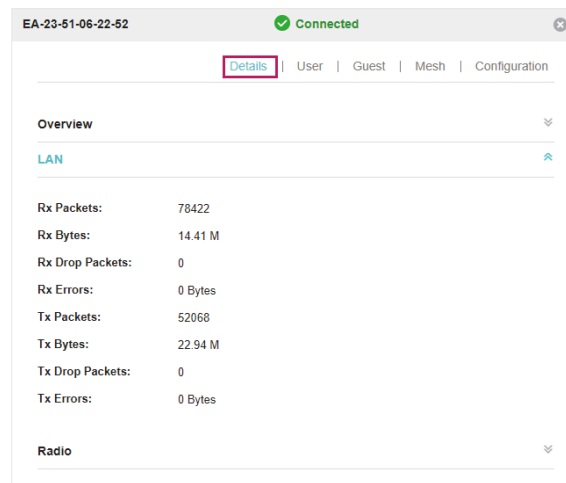 EA-23-51-06-22-52 Connected
Details | User | Guest | Mesh | Configuration
Overview
LAN
Rx Packets: 78422
Rx Bytes: 14.41 M
Rx Drop Packets: 0
Rx Errors: 0 Bytes
Tx Packets: 52068
Tx Bytes: 22.94 M
Tx Drop Packets: 0
Tx Errors: 0 Bytes
Radio